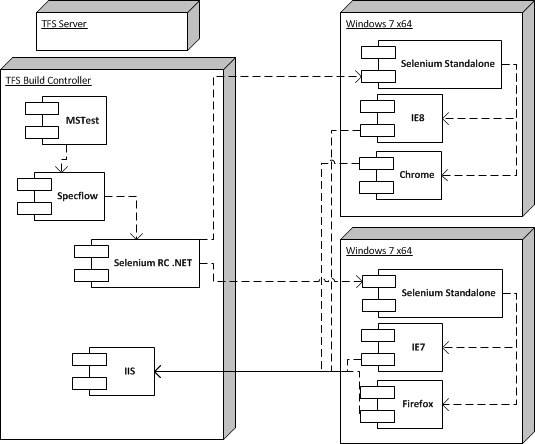 TFS Server
TFS Build Controller
MSTest
Specflow
Selenium RC .NET
IIS
Windows 7 x64
Selenium Standalone
IE8
Chrome
Windows 7 x64
Selenium Standalone
IE7
Firefox